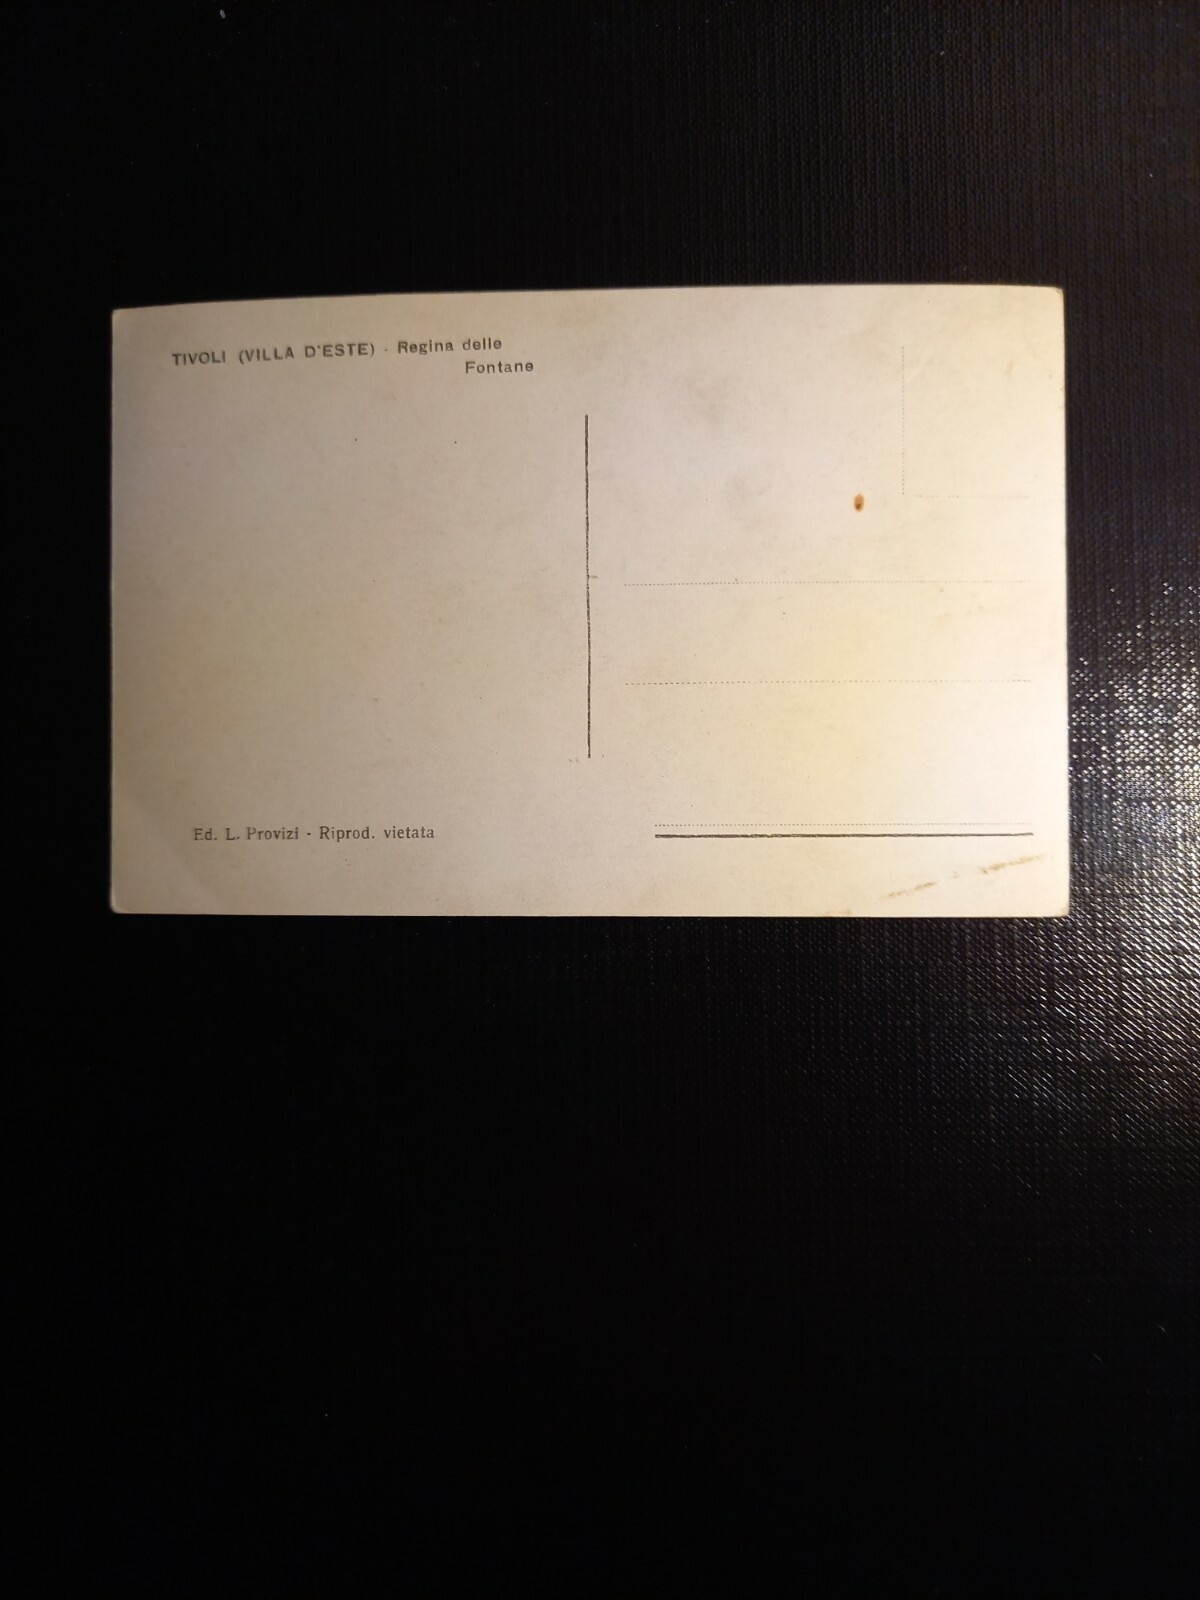 TIVOLI (VILLA D'ESTE) - Regina delle
Fontane
Ed. L. Provizi - Riprod. vietata